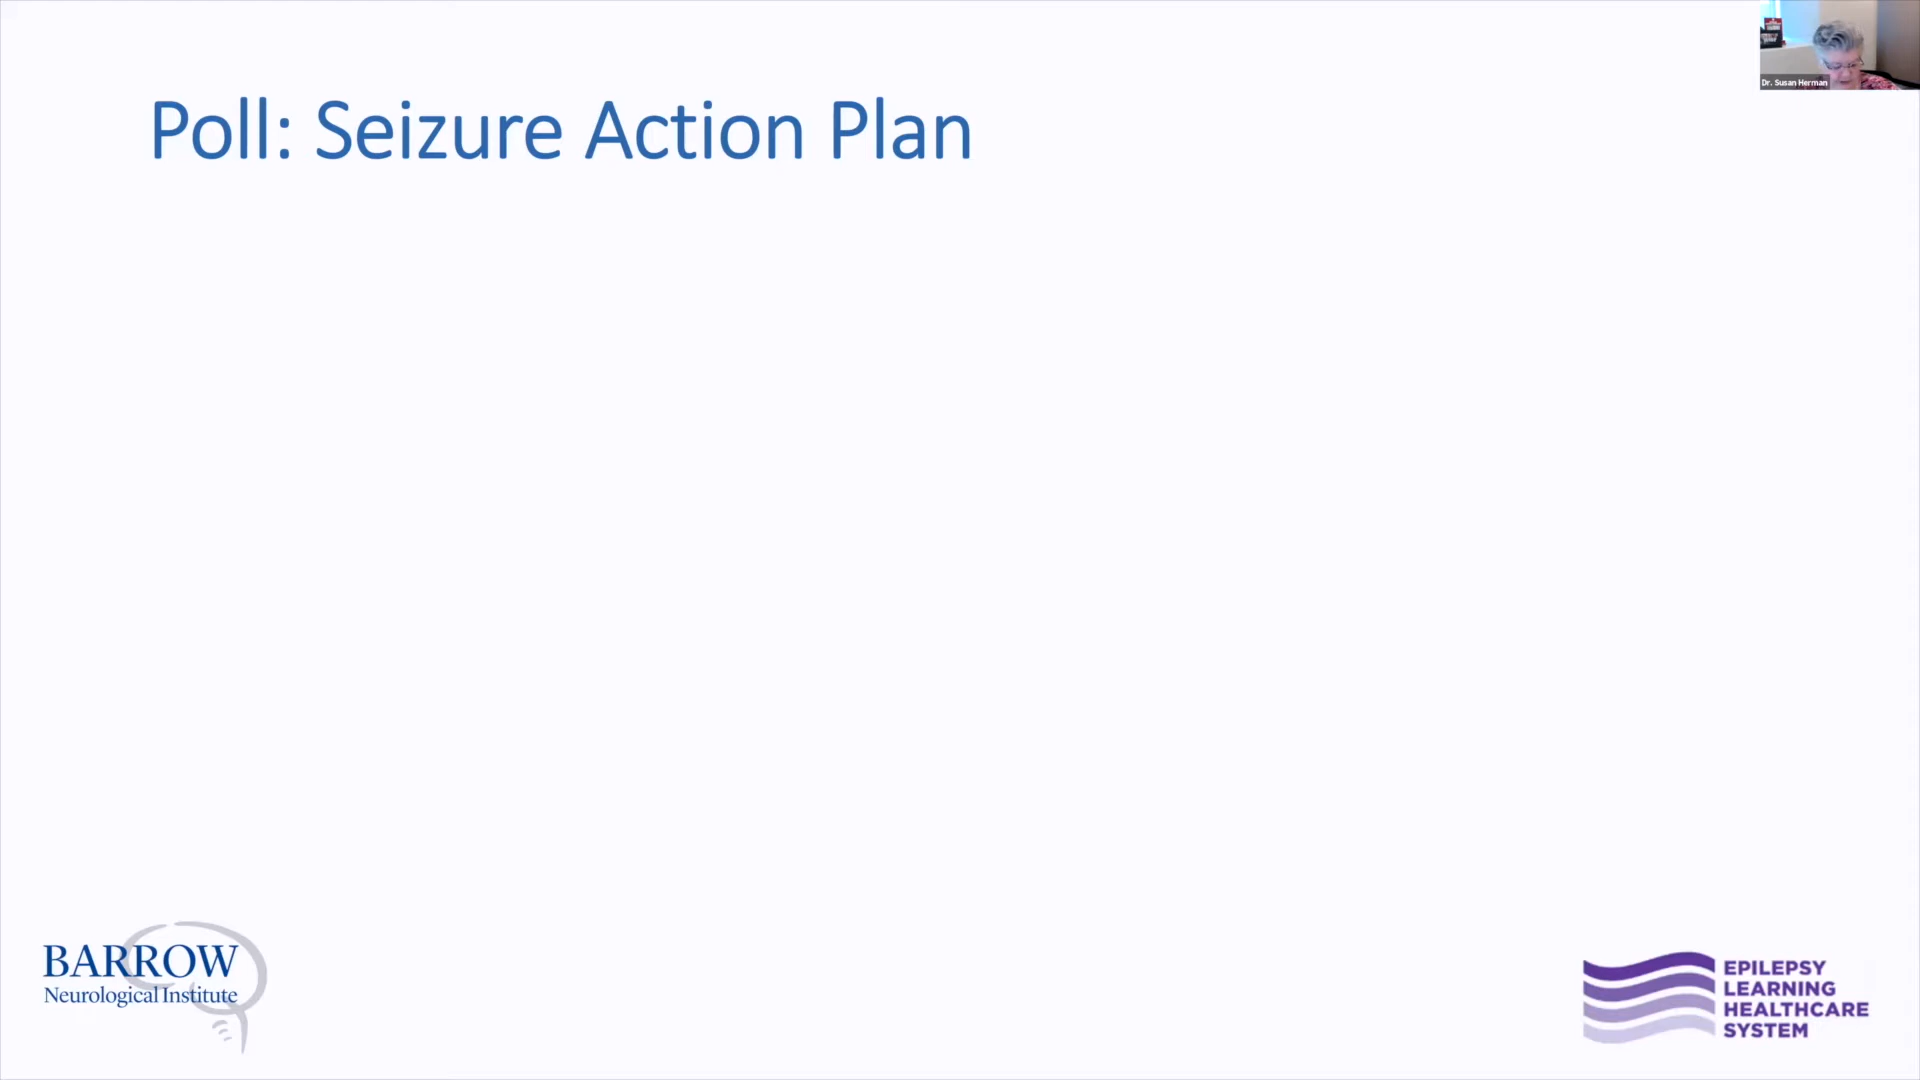 Dr. Susan Herman
Poll: Seizure Action Plan
BARROW
Neurological Institute
EPILEPSY
LEARNING
HEALTHCARE
SYSTEM